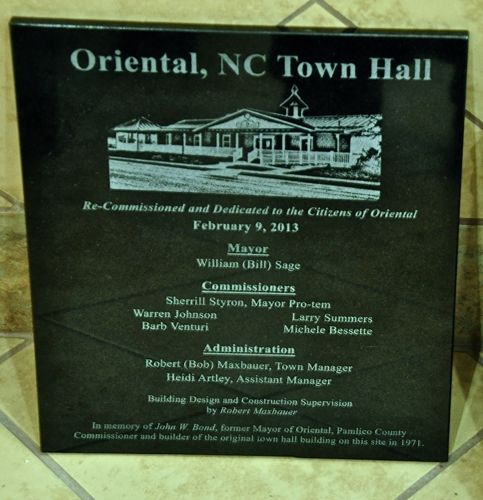 Oriental, NC Town Hall
Re-Commissioned and Dedicated to the Citizens of Oriental
February 9, 2013
Mayor
William (Bill) Sage
Commissioners
Sherrill Styron, Mayor Pro-tem
Warren Johnson Larry Summers
Barb Venturi Michele Bessette
Administration
Robert (Bob) Maxbauer, Town Manager
Heidi Artley, Assistant Manager
Building Design and Construction Supervision
by Robert Maxbauer
In memory of John W. Bond, former Mayor of Oriental, Pamlico County
Commissioner and builder of the original town hall building on this site in 1971.